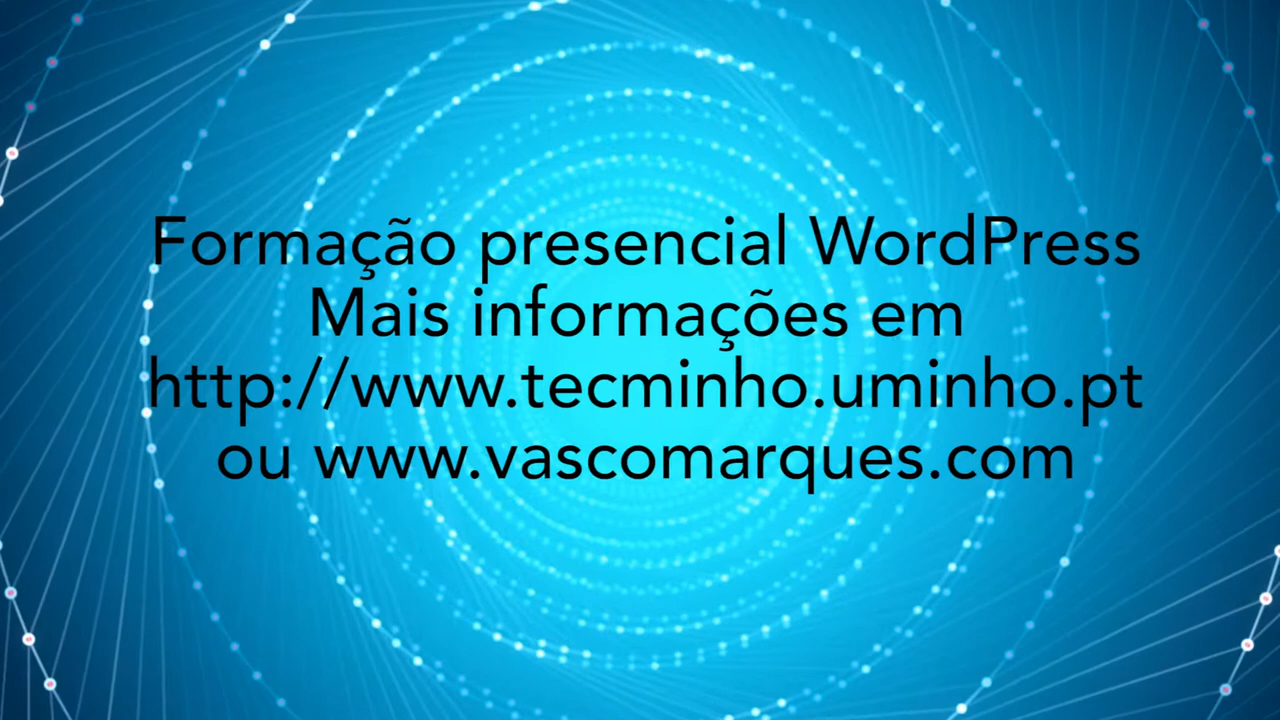 Formação presencial WordPress
Mais informações em
http://www.tecminho.uminho.pt
ou www.vascomarques.com